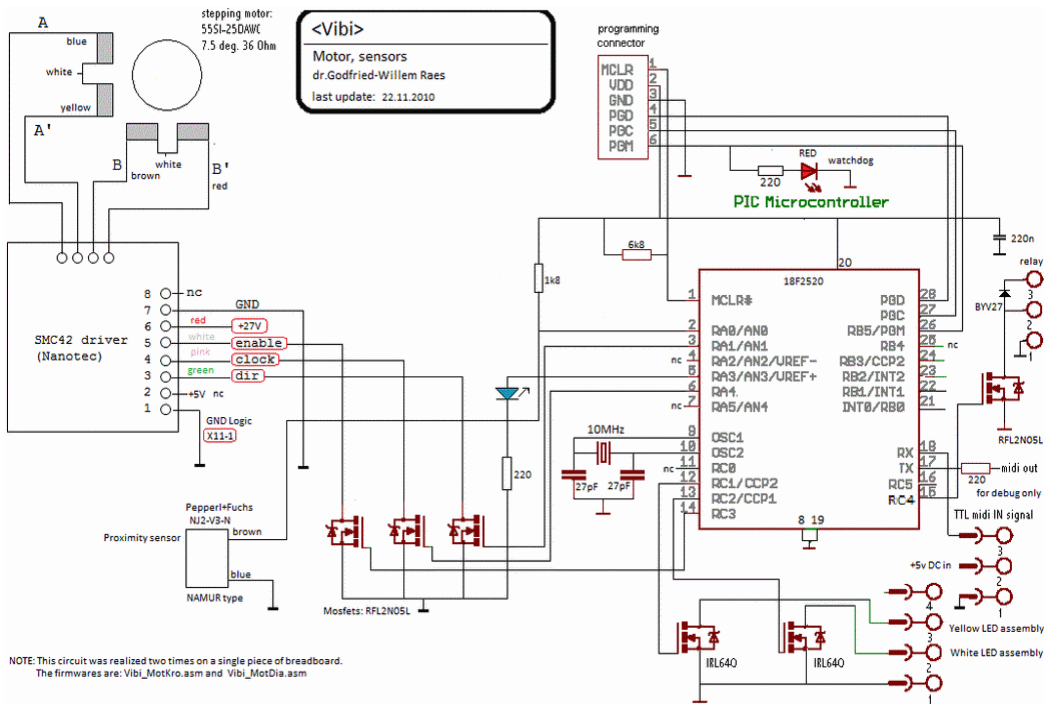 stepping motor:
55SI-25DAWC
7.5 deg. 36 Ohm
A
blue
white
yellow
A'
B
brown
white
B'
red
<Vibi>
Motor, sensors
dr.Godfried-Willem Raes
last update: 22.11.2010
programming
connector
MCLR 1
VDD 2
GND 3
PGD 4
PGC 5
PGM 6
RED
watchdog
220
PIC Microcontroller
220n
relay
3
2
1
BYV27
RFL2N05L
6k8
1k8
20
18F2520
1 MCLR#
2 RA0/AN0
3 RA1/AN1
nc 4 RA2/AN2/VREF-
5 RA3/AN3/VREF+
6 RA4.
nc 7 RA5/AN4
9 OSC1
10 OSC2
nc 11 RC0
12 RC1/CCP2
13 RC2/CCP1
14 RC3
PGD 28
PGC 27
RB5/PGM 26
RB4 25 nc
RB3/CCP2 24
RB2/INT2 23
RB1/INT1 22
INT0/RB0 21
RX 18
TX 17
RC5 16
RC4 15
8 19
SMC42 driver
(Nanotec)
8 nc
7 GND
6 red +27V
5 white enable
4 pink clock
3 green dir
2 +5V nc
1
GND Logic
X11-1
220
10MHz
27pF 27pF
Pepperl+Fuchs
NJ2-V3-N
Proximity sensor
brown
blue
NAMUR type
Mosfets: RFL2N05L
midi out
220
for debug only
TTL midi IN signal
3
+5v DC in
2
1
4
Yellow LED assembly
3
White LED assembly
2
1
IRL640
IRL640
NOTE: This circuit was realized two times on a single piece of breadboard.
The firmwares are: Vibi_MotKro.asm and Vibi_MotDia.asm